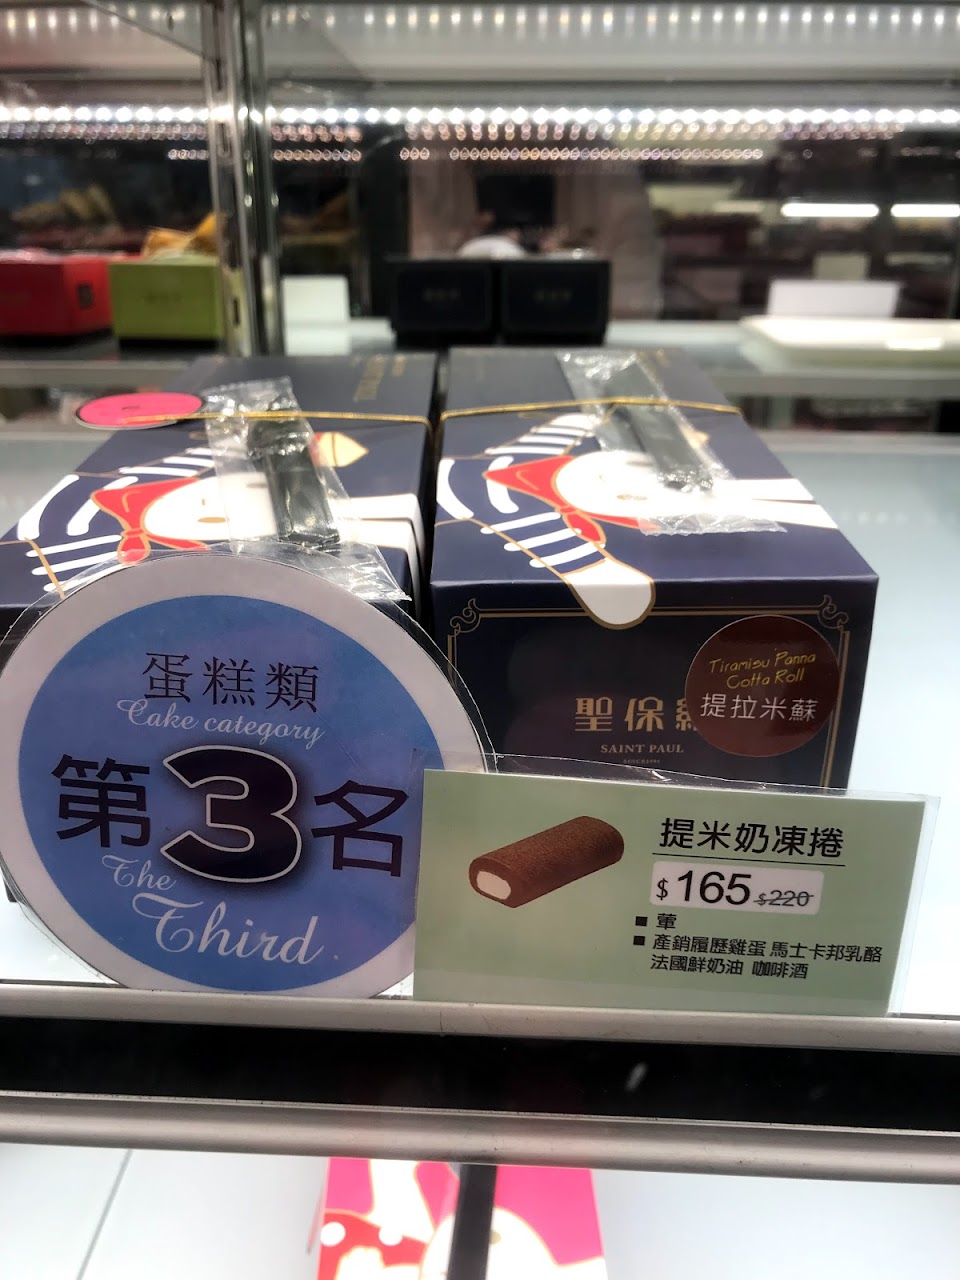 Tiramisu Panna
Cotta Roll
提拉米蘇
聖保
SAINT PAUL
蛋糕類
Cake category
第3名
The
Third
提米奶凍捲
$165 $220
■ 葷
■ 產銷履歷雞蛋 馬士卡邦乳酪
法國鮮奶油 咖啡酒